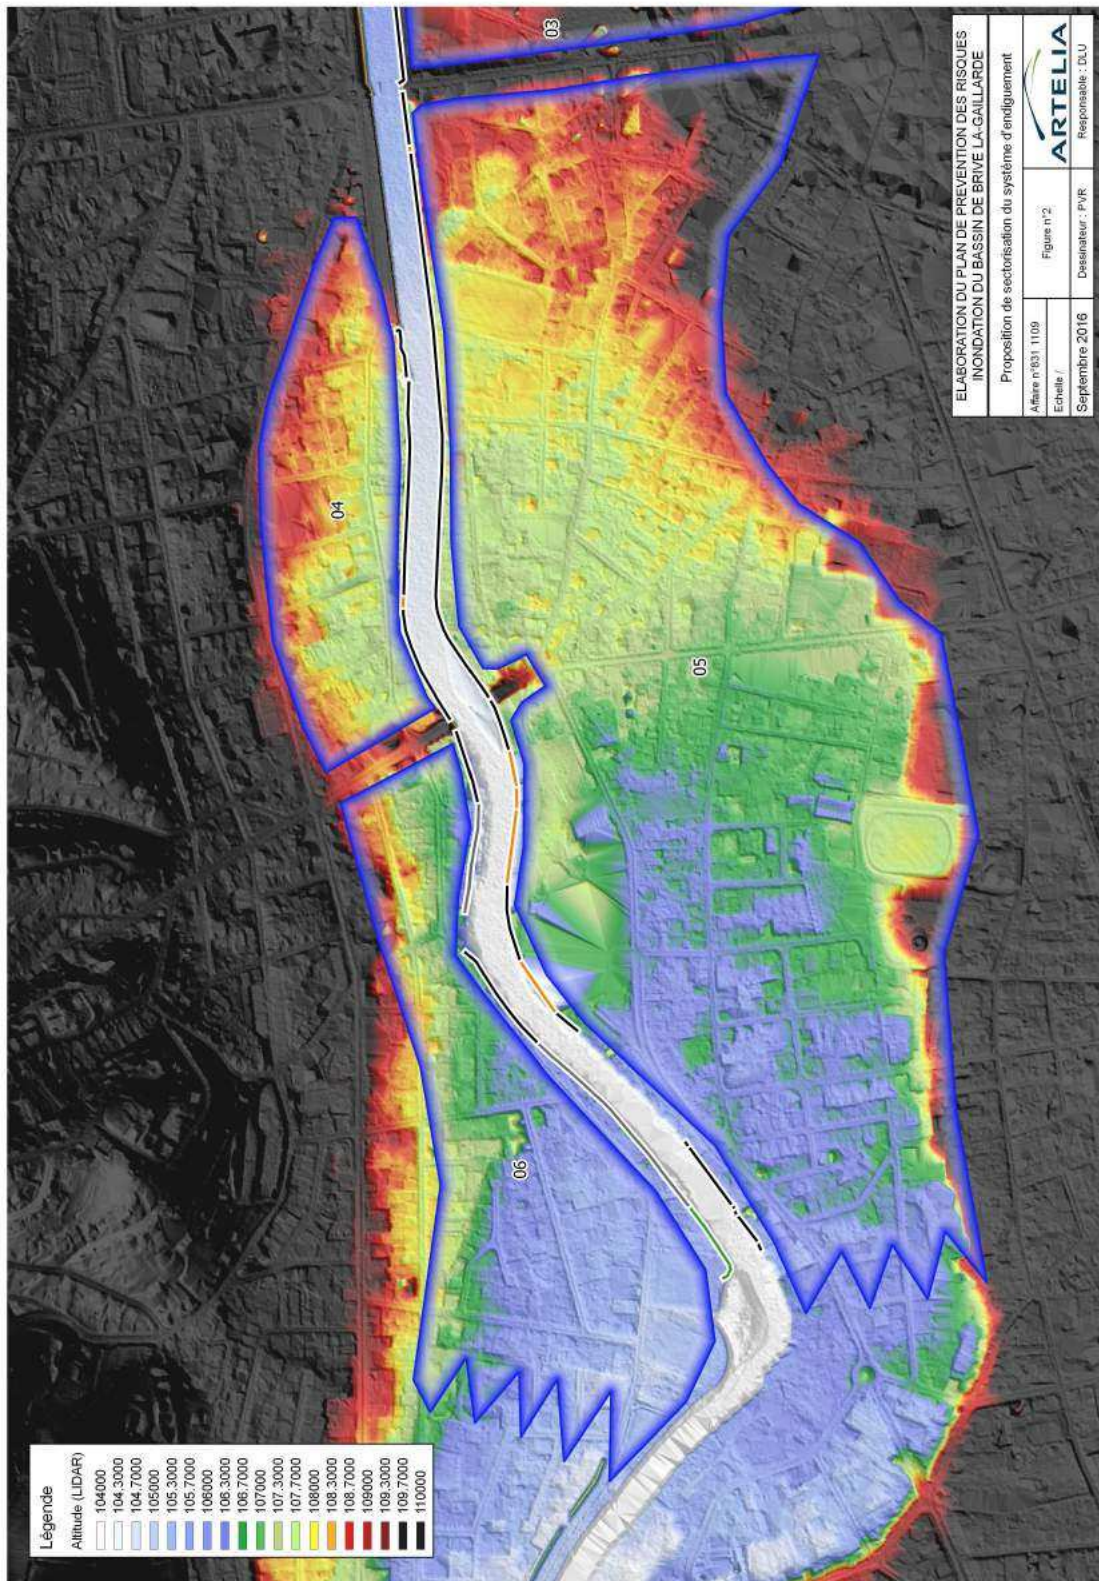 Légende
Altitude (LIDAR)
104000
104.3000
104.7000
105000
105.3000
105.7000
106000
106.3000
106.7000
107000
107.3000
107.7000
108000
108.3000
108.7000
109000
109.3000
109.7000
110000
03
04
05
06
ELABORATION DU PLAN DE PREVENTION DES RISQUES
INONDATION DU BASSIN DE BRIVE LA-GAILLARDE
Proposition de sectorisation du système d'endiguement
Affaire n°831 1109
Echelle /
Figure n°2
Septembre 2016
Dessinateur : PVR
ARTELIA
Responsable : DLU